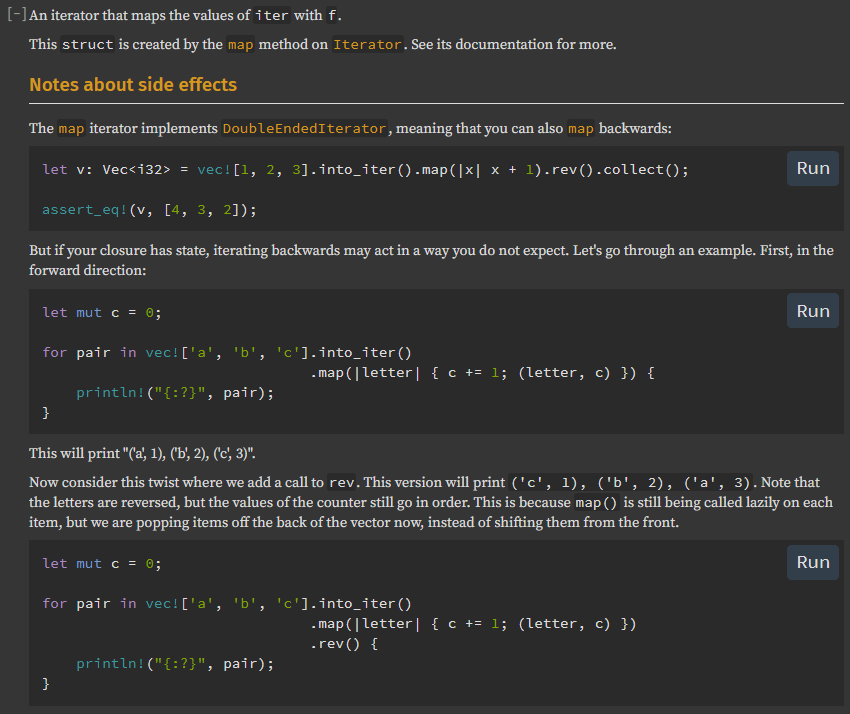 [-] An iterator that maps the values of iter with f.
This struct is created by the map method on Iterator. See its documentation for more.
Notes about side effects
The map iterator implements DoubleEndedIterator, meaning that you can also map backwards:
let v: Vec<i32> = vec![1, 2, 3].into_iter().map(|x| x + 1).rev().collect();
Run
assert_eq!(v, [4, 3, 2]);
But if your closure has state, iterating backwards may act in a way you do not expect. Let's go through an example. First, in the
forward direction:
let mut c = 0;
Run
for pair in vec!['a', 'b', 'c'].into_iter()
                               .map(|letter| { c += 1; (letter, c) }) {
    println!("{:?}", pair);
}
This will print "('a', 1), ('b', 2), ('c', 3)".
Now consider this twist where we add a call to rev. This version will print ('c', 1), ('b', 2), ('a', 3). Note that
the letters are reversed, but the values of the counter still go in order. This is because map() is still being called lazily on each
item, but we are popping items off the back of the vector now, instead of shifting them from the front.
let mut c = 0;
Run
for pair in vec!['a', 'b', 'c'].into_iter()
                               .map(|letter| { c += 1; (letter, c) })
                               .rev() {
    println!("{:?}", pair);
}